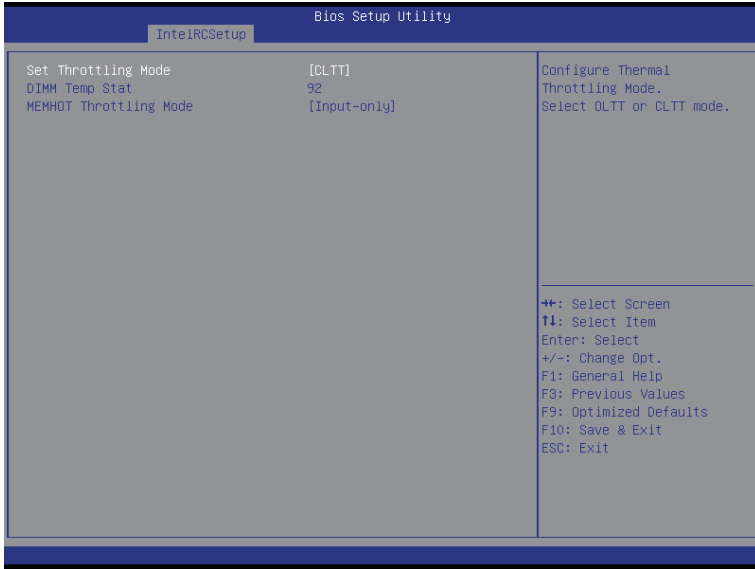 Bios Setup Utility
IntelRCSetup
Set Throttling Mode [CLTT]
DIMM Temp Stat 92
MEMHOT Throttling Mode [Input-only]
Configure Thermal
Throttling Mode.
Select OLTT or CLTT mode.
→←: Select Screen
↑↓: Select Item
Enter: Select
+/-: Change Opt.
F1: General Help
F3: Previous Values
F9: Optimized Defaults
F10: Save & Exit
ESC: Exit